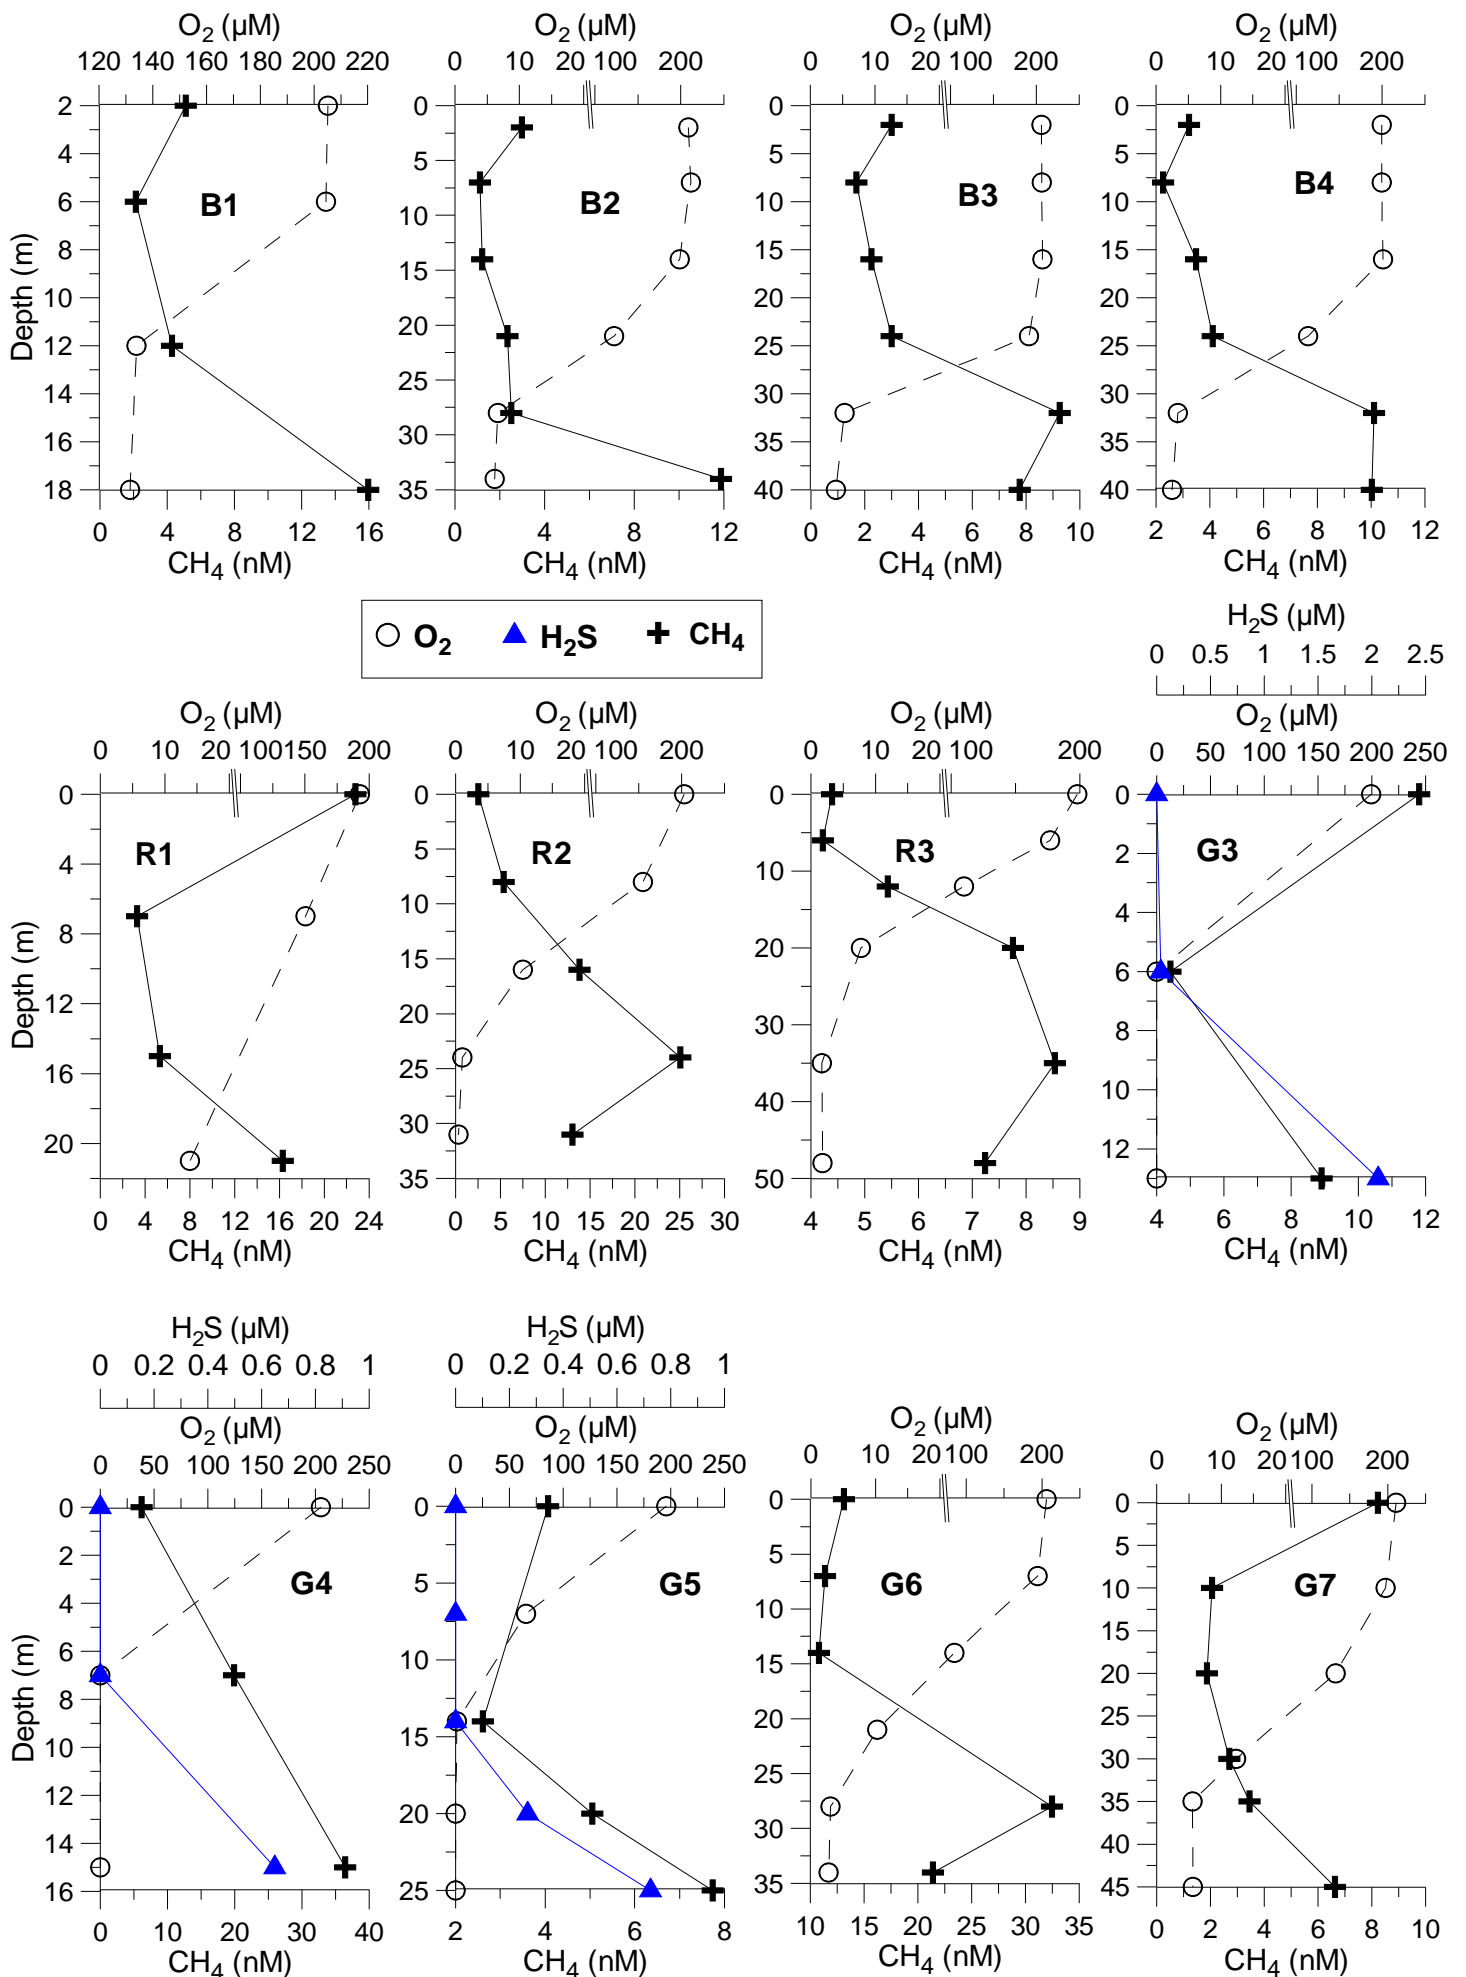 O2 (µM) O2 (µM) O2 (µM) O2 (µM)
120 140 160 180 200 220 0 10 20 100 200 0 10 20 100 200 0 10 20 100 200
Depth (m)
2 4 6 8 10 12 14 16 18
B1
0 5 10 15 20 25 30 35
B2
0 5 10 15 20 25 30 35 40
B3
0 5 10 15 20 25 30 35 40
B4
0 4 8 12 16 0 4 8 12 0 2 4 6 8 10 2 4 6 8 10 12
CH4 (nM) CH4 (nM) CH4 (nM) CH4 (nM)
O2 H2S CH4
H2S (µM)
0 0.5 1 1.5 2 2.5
O2 (µM) O2 (µM) O2 (µM) O2 (µM)
0 10 20 100 150 200 0 10 20 100 200 0 10 20 100 200 0 50 100 150 200 250
Depth (m)
0 4 8 12 16 20
R1
0 5 10 15 20 25 30 35
R2
0 10 20 30 40 50
R3
0 2 4 6 8 10 12
G3
0 4 8 12 16 20 24 0 5 10 15 20 25 30 4 5 6 7 8 9 4 6 8 10 12
CH4 (nM) CH4 (nM) CH4 (nM) CH4 (nM)
H2S (µM) H2S (µM)
0 0.2 0.4 0.6 0.8 1 0 0.2 0.4 0.6 0.8 1
O2 (µM) O2 (µM) O2 (µM) O2 (µM)
0 50 100 150 200 250 0 50 100 150 200 250 0 10 20 100 200 0 10 20 100 200
Depth (m)
0 2 4 6 8 10 12 14 16
G4
0 5 10 15 20 25
G5
0 5 10 15 20 25 30 35
G6
0 5 10 15 20 25 30 35 40 45
G7
0 10 20 30 40 2 4 6 8 10 15 20 25 30 35 0 2 4 6 8 10
CH4 (nM) CH4 (nM) CH4 (nM) CH4 (nM)